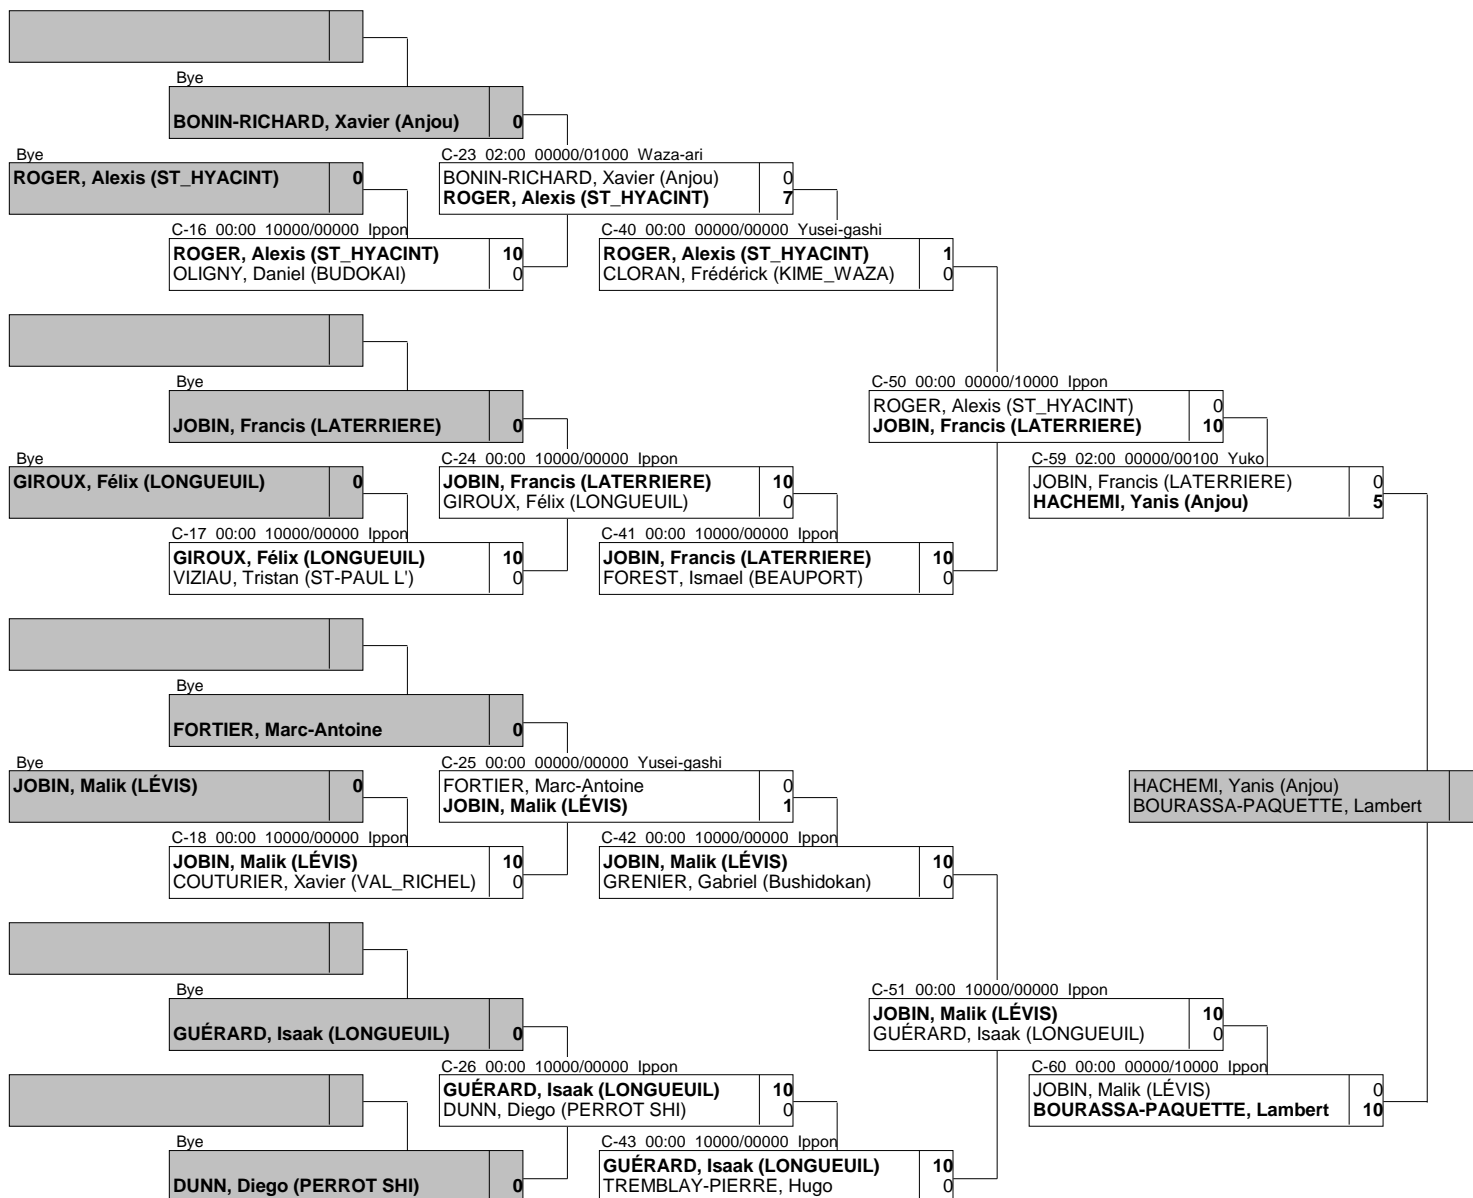 Bye
BONIN-RICHARD, Xavier (Anjou) 0
Bye
ROGER, Alexis (ST_HYACINT) 0
C-23 02:00 00000/01000 Waza-ari
BONIN-RICHARD, Xavier (Anjou) 0
ROGER, Alexis (ST_HYACINT) 7
C-16 00:00 10000/00000 Ippon
ROGER, Alexis (ST_HYACINT) 10
OLIGNY, Daniel (BUDOKAI) 0
C-40 00:00 00000/00000 Yusei-gashi
ROGER, Alexis (ST_HYACINT) 1
CLORAN, Frédérick (KIME_WAZA) 0
Bye
JOBIN, Francis (LATERRIERE) 0
C-50 00:00 00000/10000 Ippon
ROGER, Alexis (ST_HYACINT) 0
JOBIN, Francis (LATERRIERE) 10
Bye
GIROUX, Félix (LONGUEUIL) 0
C-24 00:00 10000/00000 Ippon
JOBIN, Francis (LATERRIERE) 10
GIROUX, Félix (LONGUEUIL) 0
C-59 02:00 00000/00100 Yuko
JOBIN, Francis (LATERRIERE) 0
HACHEMI, Yanis (Anjou) 5
C-17 00:00 10000/00000 Ippon
GIROUX, Félix (LONGUEUIL) 10
VIZIAU, Tristan (ST-PAUL L') 0
C-41 00:00 10000/00000 Ippon
JOBIN, Francis (LATERRIERE) 10
FOREST, Ismael (BEAUPORT) 0
Bye
FORTIER, Marc-Antoine 0
Bye
JOBIN, Malik (LÉVIS) 0
C-25 00:00 00000/00000 Yusei-gashi
FORTIER, Marc-Antoine 0
JOBIN, Malik (LÉVIS) 1
HACHEMI, Yanis (Anjou)
BOURASSA-PAQUETTE, Lambert
C-18 00:00 10000/00000 Ippon
JOBIN, Malik (LÉVIS) 10
COUTURIER, Xavier (VAL_RICHEL) 0
C-42 00:00 10000/00000 Ippon
JOBIN, Malik (LÉVIS) 10
GRENIER, Gabriel (Bushidokan) 0
Bye
GUÉRARD, Isaak (LONGUEUIL) 0
C-51 00:00 10000/00000 Ippon
JOBIN, Malik (LÉVIS) 10
GUÉRARD, Isaak (LONGUEUIL) 0
C-26 00:00 10000/00000 Ippon
GUÉRARD, Isaak (LONGUEUIL) 10
DUNN, Diego (PERROT SHI) 0
C-60 00:00 00000/10000 Ippon
JOBIN, Malik (LÉVIS) 0
BOURASSA-PAQUETTE, Lambert 10
Bye
DUNN, Diego (PERROT SHI) 0
C-43 00:00 10000/00000 Ippon
GUÉRARD, Isaak (LONGUEUIL) 10
TREMBLAY-PIERRE, Hugo 0